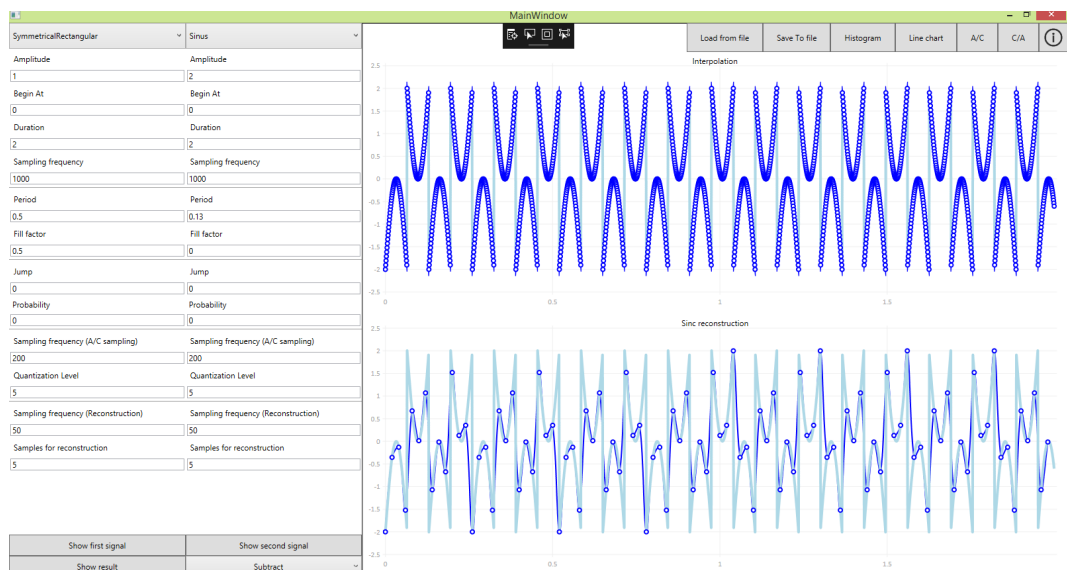 MainWindow
SymmetricalRectangular Sinus
Load from file Save To file Histogram Line chart A/C C/A
Amplitude Amplitude
1 2
Begin At Begin At
0 0
Duration Duration
2 2
Sampling frequency Sampling frequency
1000 1000
Period Period
0.5 0.13
Fill factor Fill factor
0.5 0
Jump Jump
0 0
Probability Probability
0 0
Sampling frequency (A/C sampling) Sampling frequency (A/C sampling)
200 200
Quantization Level Quantization Level
5 5
Sampling frequency (Reconstruction) Sampling frequency (Reconstruction)
50 50
Samples for reconstruction Samples for reconstruction
5 5
Show first signal Show second signal
Show result Subtract
Interpolation
2.5
2
1.5
1
0.5
0
-0.5
-1
-1.5
-2
-2.5
0 0.5 1 1.5
Sinc reconstruction
2.5
2
1.5
1
0.5
0
-0.5
-1
-1.5
-2
-2.5
0 0.5 1 1.5